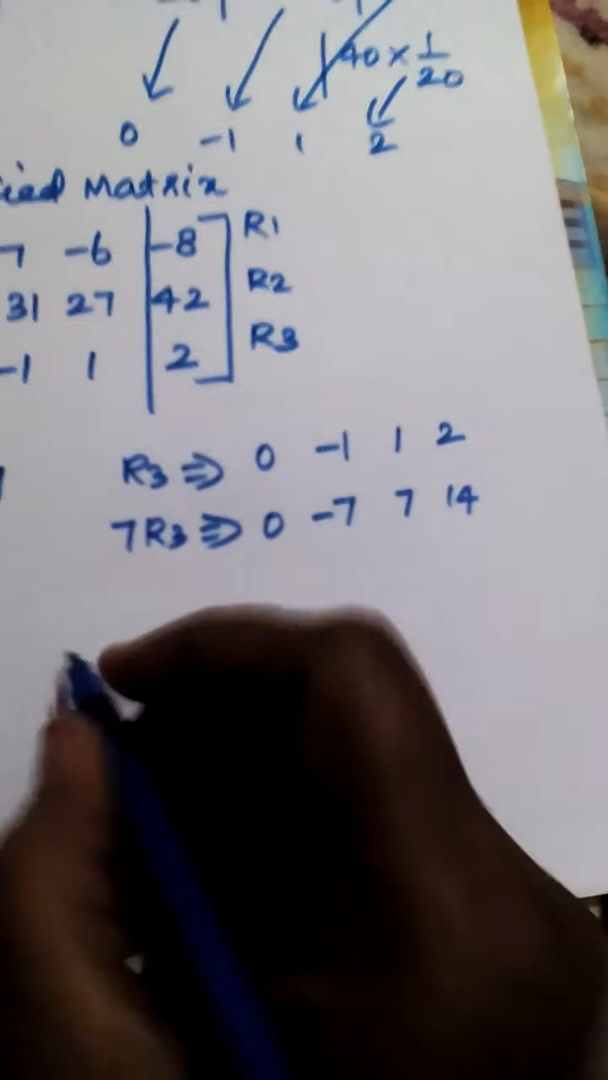 40 × 1/20
0 -1 1 2
Matrix
7 -6 -8 R1
31 27 42 R2
-1 1 2 R3
R3 ⇒ 0 -1 1 2
7R3 ⇒ 0 -7 7 14